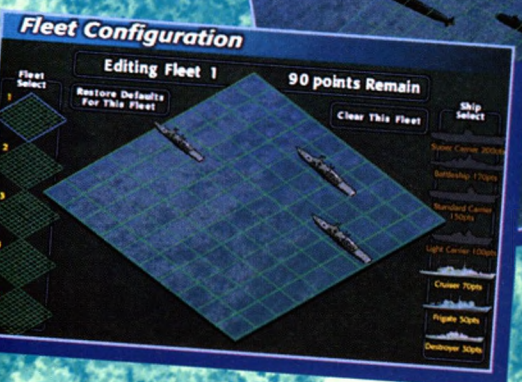 Fleet Configuration
Editing Fleet 1
90 points Remain
Fleet
Select
Restore Defaults
For This Fleet
Clear This Fleet
Ship
Select
1
2
3
Super Carrier 200pts
Battleship 170pts
Standard Carrier
150pts
Light Carrier 100pts
Cruiser 70pts
Frigate 50pts
Destroyer 30pts